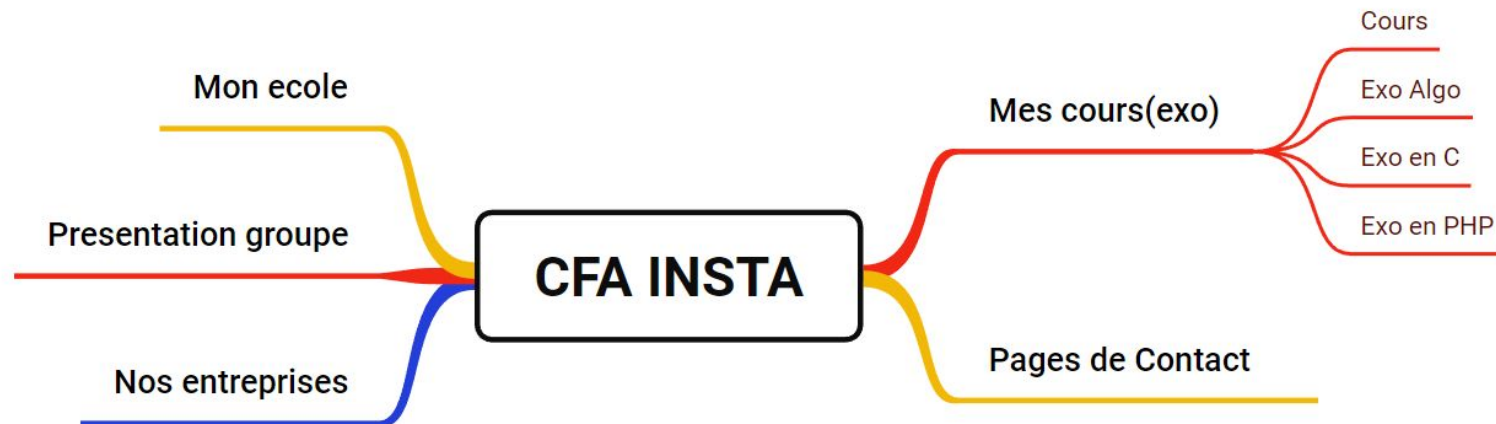 Mon ecole
Presentation groupe
Nos entreprises
CFA INSTA
Mes cours(exo)
Cours
Exo Algo
Exo en C
Exo en PHP
Pages de Contact